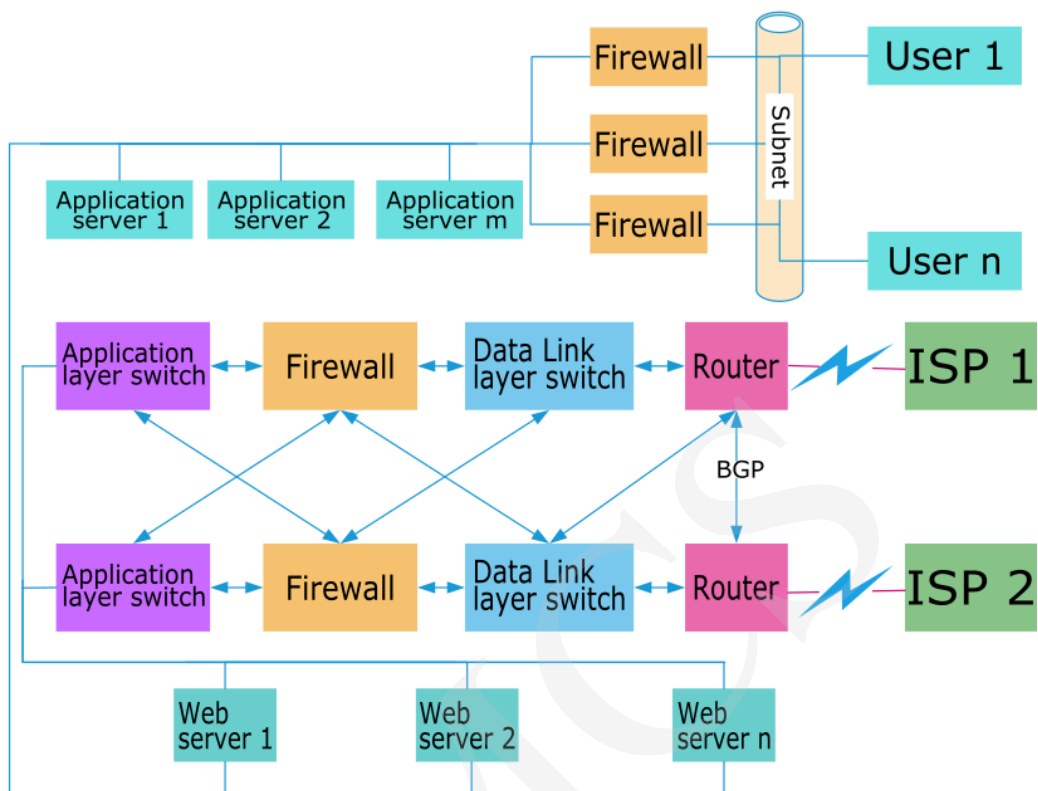 Firewall
User 1
Firewall
Subnet
Application
server 1
Application
server 2
Application
server m
Firewall
User n
Application
layer switch
Firewall
Data Link
layer switch
Router
ISP 1
BGP
Application
layer switch
Firewall
Data Link
layer switch
Router
ISP 2
Web
server 1
Web
server 2
Web
server n